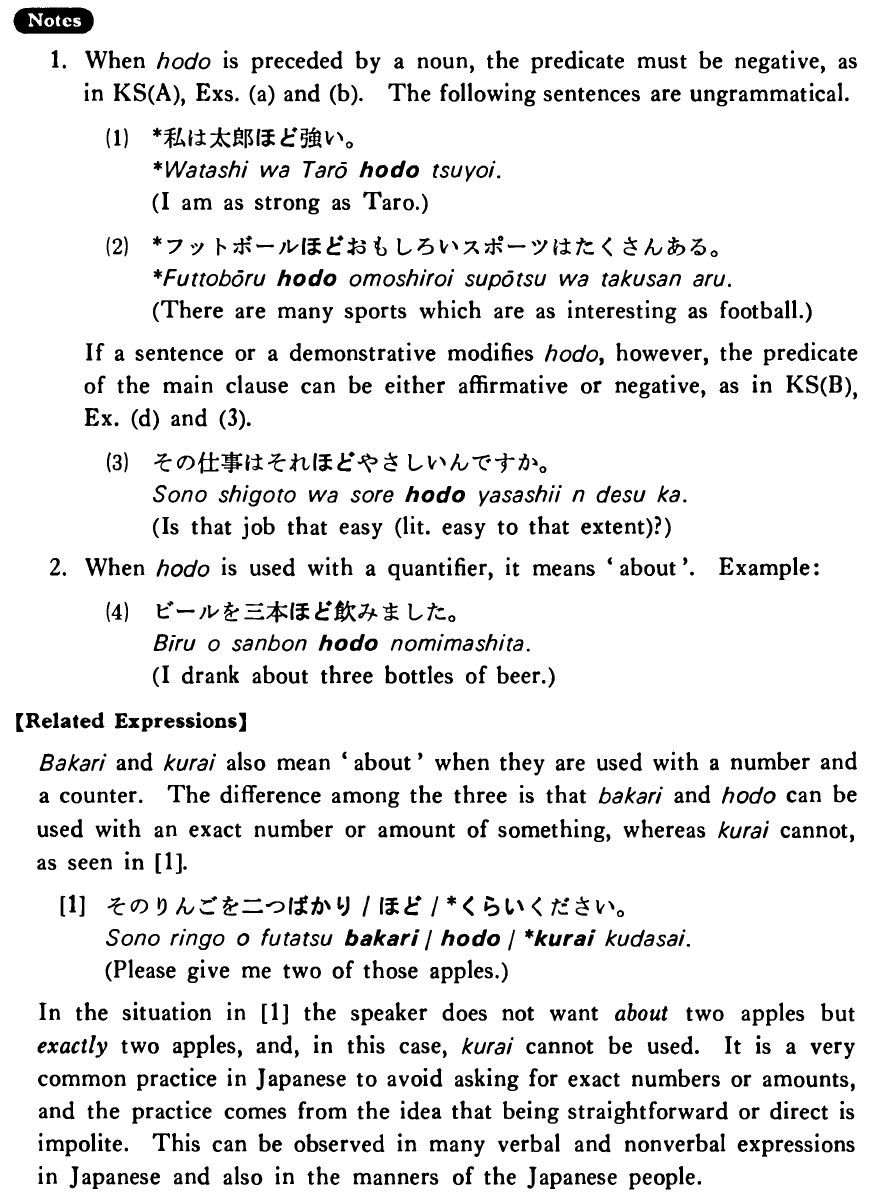 Notes
1. When hodo is preceded by a noun, the predicate must be negative, as
in KS(A), Exs. (a) and (b). The following sentences are ungrammatical.
(1) *私は太郎ほど強い。
*Watashi wa Tarō hodo tsuyoi.
(I am as strong as Taro.)
(2) *フットボールほどおもしろいスポーツはたくさんある。
*Futtobōru hodo omoshiroi supōtsu wa takusan aru.
(There are many sports which are as interesting as football.)
If a sentence or a demonstrative modifies hodo, however, the predicate
of the main clause can be either affirmative or negative, as in KS(B),
Ex. (d) and (3).
(3) その仕事はそれほどやさしいんですか。
Sono shigoto wa sore hodo yasashii n desu ka.
(Is that job that easy (lit. easy to that extent)?)
2. When hodo is used with a quantifier, it means ‘about’. Example:
(4) ビールを三本ほど飲みました。
Bīru o sanbon hodo nomimashita.
(I drank about three bottles of beer.)
【Related Expressions】
Bakari and kurai also mean ‘about’ when they are used with a number and
a counter. The difference among the three is that bakari and hodo can be
used with an exact number or amount of something, whereas kurai cannot,
as seen in [1].
[1] そのりんごを二つばかり / ほど / *くらいください。
Sono ringo o futatsu bakari / hodo / *kurai kudasai.
(Please give me two of those apples.)
In the situation in [1] the speaker does not want about two apples but
exactly two apples, and, in this case, kurai cannot be used. It is a very
common practice in Japanese to avoid asking for exact numbers or amounts,
and the practice comes from the idea that being straightforward or direct is
impolite. This can be observed in many verbal and nonverbal expressions
in Japanese and also in the manners of the Japanese people.